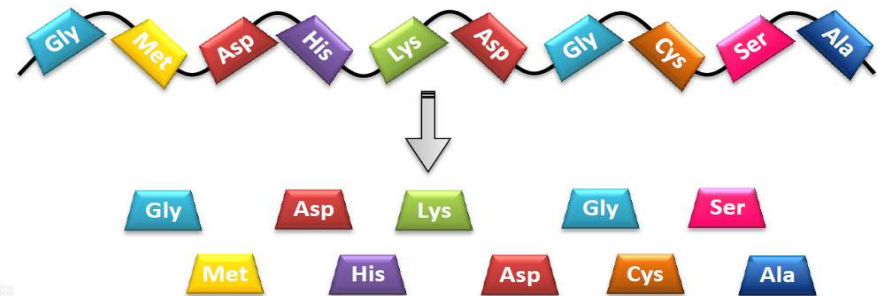 Gly Met Asp His Lys Asp Gly Cys Ser Ala
Gly Asp Lys Gly Ser
Met His Asp Cys Ala